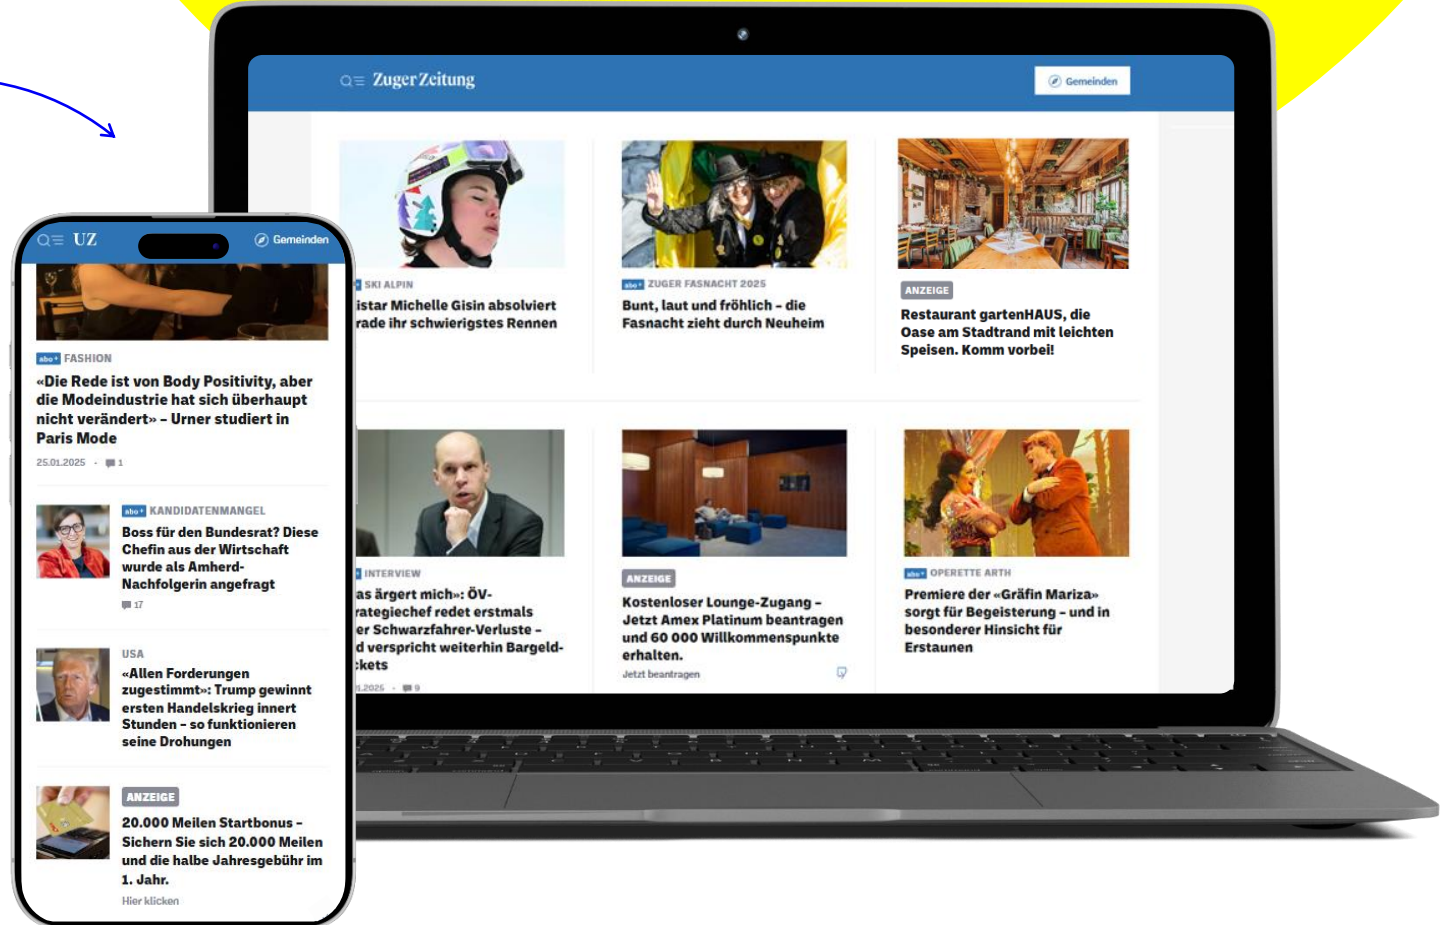 Zuger Zeitung
Gemeinden
SKI ALPIN
istar Michelle Gisin absolviert
rade ihr schwierigstes Rennen
abo+ ZUGER FASNACHT 2025
Bunt, laut und fröhlich – die
Fasnacht zieht durch Neuheim
ANZEIGE
Restaurant gartenHAUS, die
Oase am Stadtrand mit leichten
Speisen. Komm vorbei!
INTERVIEW
as ärgert mich»: ÖV-
rategiechef redet erstmals
er Schwarzfahrer-Verluste –
d verspricht weiterhin Bargeld-
ckets
1.2025 · 9
ANZEIGE
Kostenloser Lounge-Zugang –
Jetzt Amex Platinum beantragen
und 60 000 Willkommenspunkte
erhalten.
Jetzt beantragen
abo+ OPERETTE ARTH
Premiere der «Gräfin Mariza»
sorgt für Begeisterung – und in
besonderer Hinsicht für
Erstaunen
UZ
Gemeinden
abo+ FASHION
«Die Rede ist von Body Positivity, aber
die Modeindustrie hat sich überhaupt
nicht verändert» – Urner studiert in
Paris Mode
25.01.2025 · 1
abo+ KANDIDATENMANGEL
Boss für den Bundesrat? Diese
Chefin aus der Wirtschaft
wurde als Amherd-
Nachfolgerin angefragt
17
USA
«Allen Forderungen
zugestimmt»: Trump gewinnt
ersten Handelskrieg innert
Stunden – so funktionieren
seine Drohungen
ANZEIGE
20.000 Meilen Startbonus –
Sichern Sie sich 20.000 Meilen
und die halbe Jahresgebühr im
1. Jahr.
Hier klicken